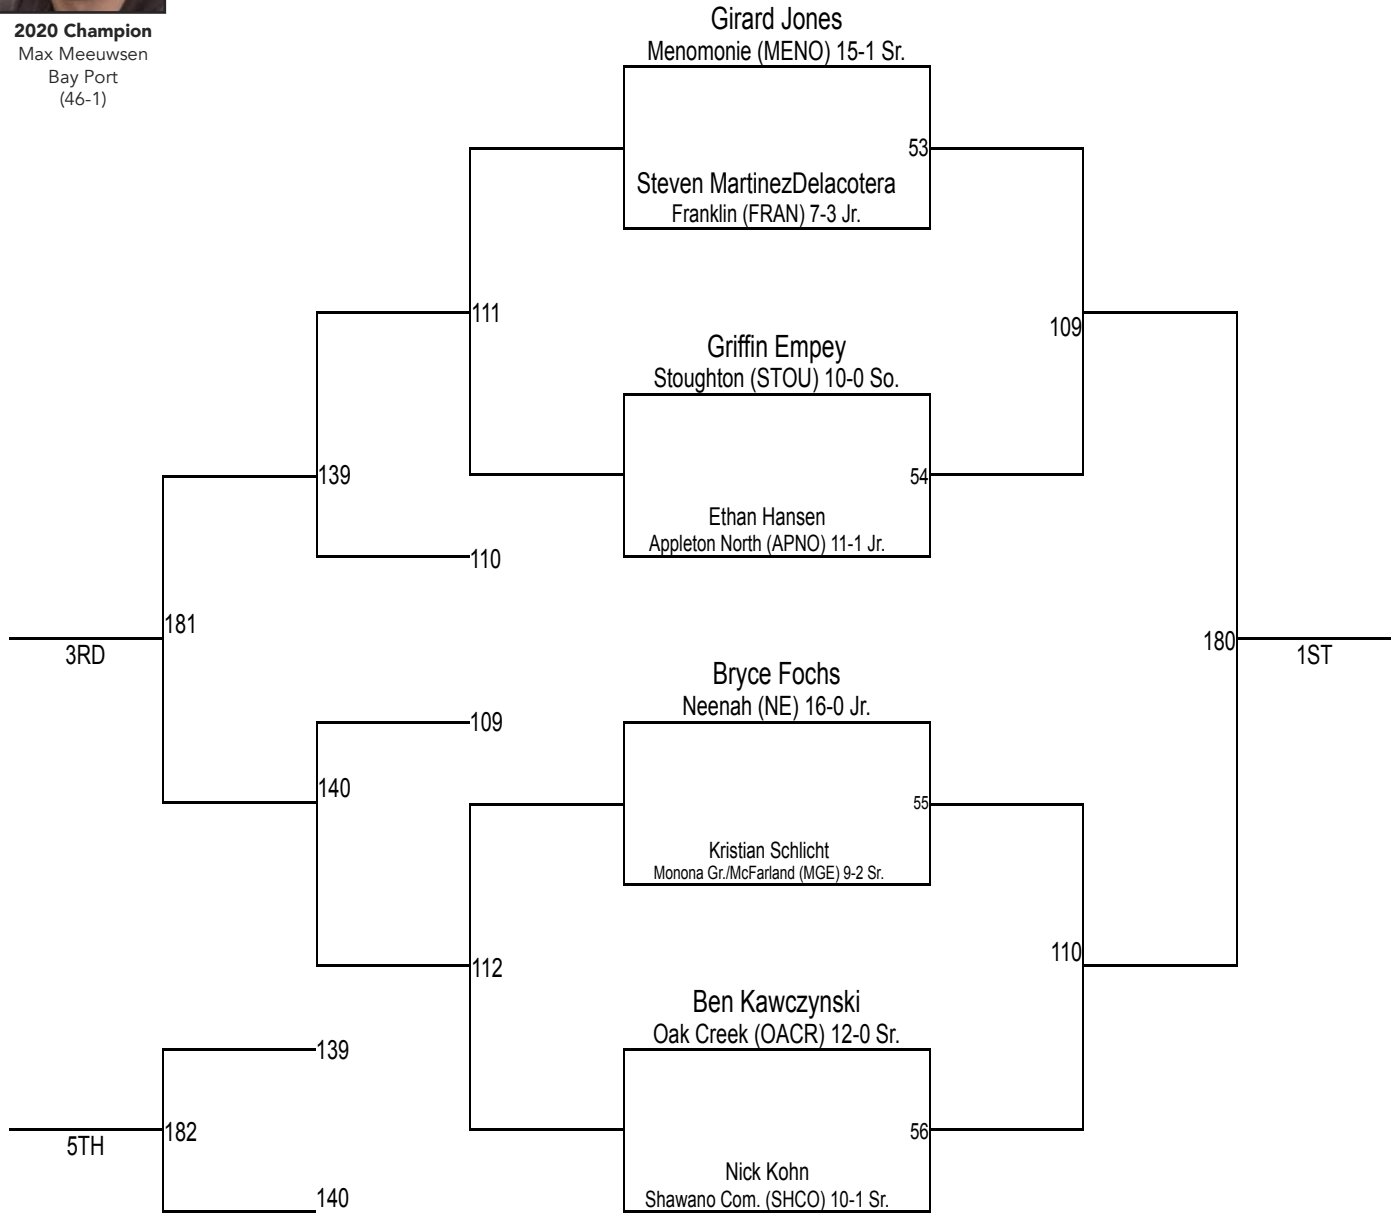 2020 Champion
Max Meeuwsen
Bay Port
(46-1)
Girard Jones
Menomonie (MENO) 15-1 Sr.
53
Steven MartinezDelacotera
Franklin (FRAN) 7-3 Jr.
111
109
Griffin Empey
Stoughton (STOU) 10-0 So.
139
54
Ethan Hansen
Appleton North (APNO) 11-1 Jr.
110
181
3RD
180
1ST
Bryce Fochs
Neenah (NE) 16-0 Jr.
109
140
55
Kristian Schlicht
Monona Gr./McFarland (MGE) 9-2 Sr.
112
110
Ben Kawczynski
Oak Creek (OACR) 12-0 Sr.
139
182
5TH
56
Nick Kohn
Shawano Com. (SHCO) 10-1 Sr.
140